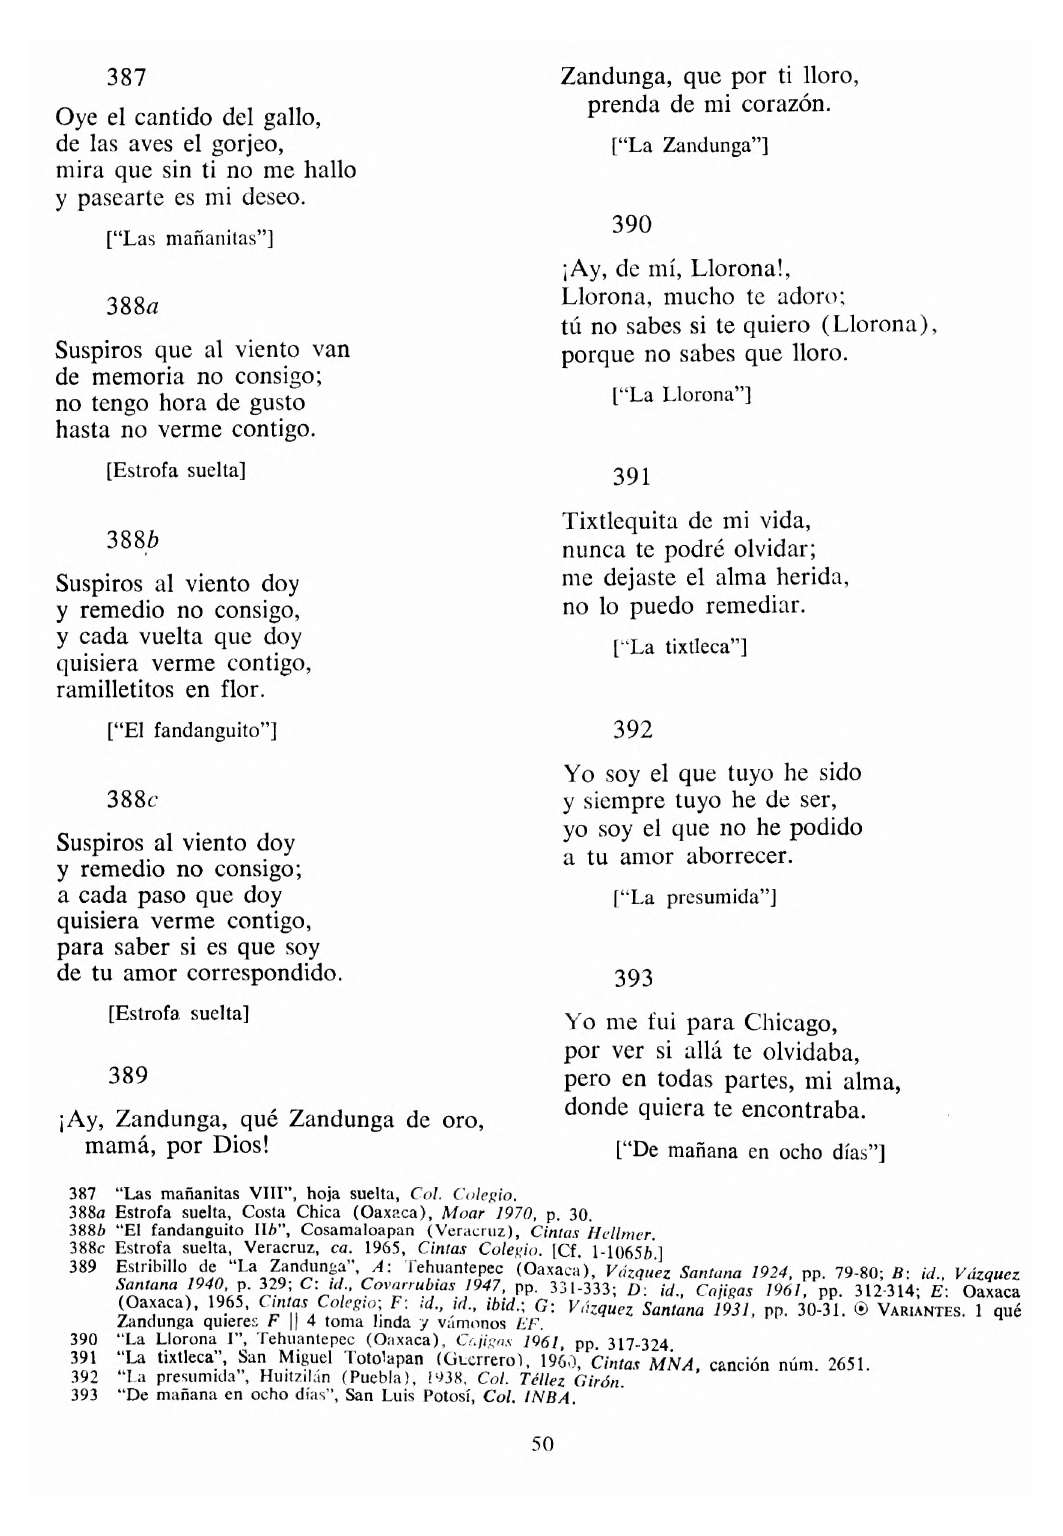 387
Oye el cantido del gallo,
de las aves el gorjeo,
mira que sin ti no me hallo
y pasearte es mi deseo.
[“Las mañanitas”]
388a
Suspiros que al viento van
de memoria no consigo;
no tengo hora de gusto
hasta no verme contigo.
[Estrofa suelta]
388b
Suspiros al viento doy
y remedio no consigo,
y cada vuelta que doy
quisiera verme contigo,
ramilletitos en flor.
[“El fandanguito”]
388c
Suspiros al viento doy
y remedio no consigo;
a cada paso que doy
quisiera verme contigo,
para saber si es que soy
de tu amor correspondido.
[Estrofa suelta]
389
¡Ay, Zandunga, qué Zandunga de oro,
mamá, por Dios!
Zandunga, que por ti lloro,
prenda de mi corazón.
[“La Zandunga”]
390
¡Ay, de mí, Llorona!,
Llorona, mucho te adoro;
tú no sabes si te quiero (Llorona),
porque no sabes que lloro.
[“La Llorona”]
391
Tixtlequita de mi vida,
nunca te podré olvidar;
me dejaste el alma herida,
no lo puedo remediar.
[“La tixtleca”]
392
Yo soy el que tuyo he sido
y siempre tuyo he de ser,
yo soy el que no he podido
a tu amor aborrecer.
[“La presumida”]
393
Yo me fui para Chicago,
por ver si allá te olvidaba,
pero en todas partes, mi alma,
donde quiera te encontraba.
[“De mañana en ocho días”]
387 “Las mañanitas VIII”, hoja suelta, Col. Colegio.
388a Estrofa suelta, Costa Chica (Oaxaca), Moar 1970, p. 30.
388b “El fandanguito IIb”, Cosamaloapan (Veracruz), Cintas Hellmer.
388c Estrofa suelta, Veracruz, ca. 1965, Cintas Colegio. [Cf. 1-1065b.]
389 Estribillo de “La Zandunga”, A: Tehuantepec (Oaxaca), Vázquez Santana 1924, pp. 79-80; B: id., Vázquez
Santana 1940, p. 329; C: id., Covarrubias 1947, pp. 331-333; D: id., Cajigas 1961, pp. 312-314; E: Oaxaca
(Oaxaca), 1965, Cintas Colegio; F: id., id., ibid.; G: Vázquez Santana 1931, pp. 30-31. ® VARIANTES. 1 qué
Zandunga quieres F || 4 toma linda y vámonos EF.
390 “La Llorona I”, Tehuantepec (Oaxaca), Cajigas 1961, pp. 317-324.
391 “La tixtleca”, San Miguel Totolapan (Guerrero), 1960, Cintas MNA, canción núm. 2651.
392 “La presumida”, Huitzilán (Puebla), 1938, Col. Téllez Girón.
393 “De mañana en ocho días”, San Luis Potosí, Col. INBA.
50